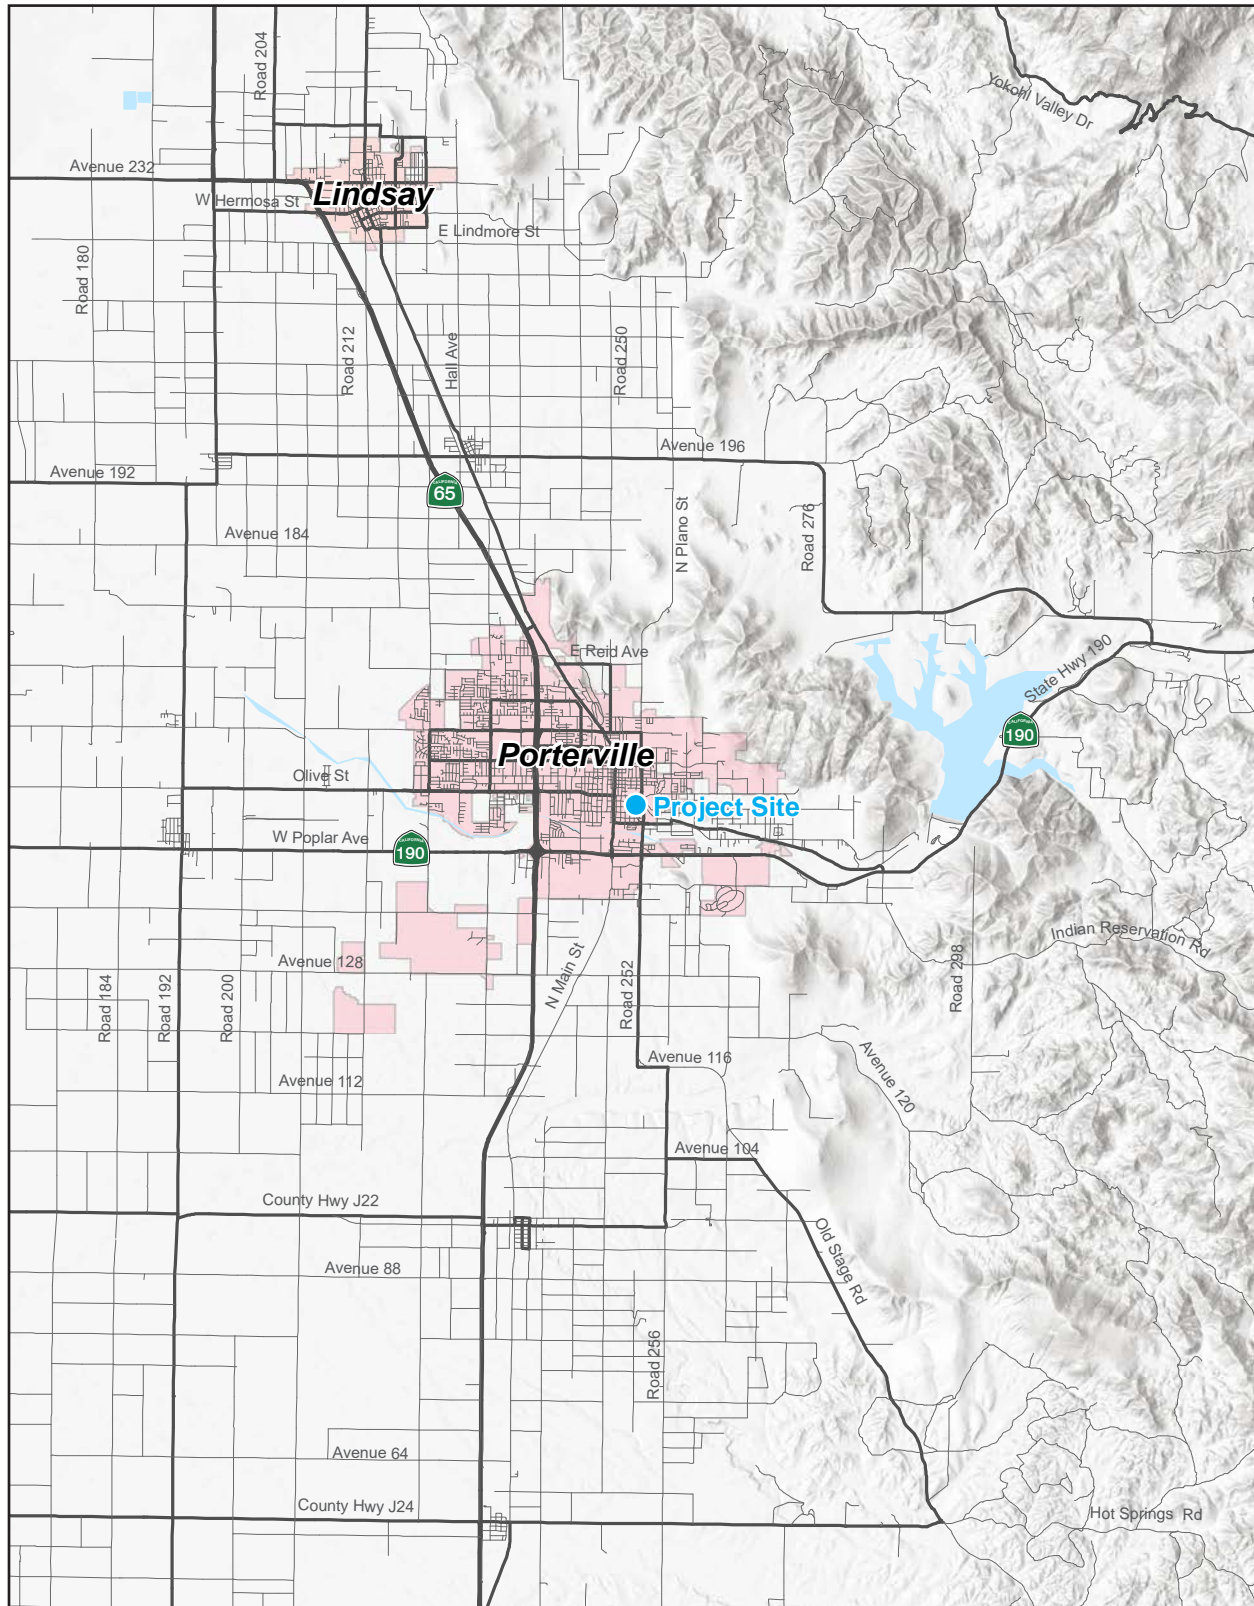 Road 204
Yokohl Valley Dr
Avenue 232
Lindsay
W Hermosa St
E Lindmore St
Road 180
Road 212
Hall Ave
Road 250
Avenue 196
Avenue 192
CALIFORNIA
65
N Plano St
Road 276
Avenue 184
E Reid Ave
State Hwy 190
CALIFORNIA
190
Porterville
Olive St
Project Site
W Poplar Ave
CALIFORNIA
190
Indian Reservation Rd
Avenue 128
N Main St
Road 252
Road 298
Road 184
Road 192
Road 200
Avenue 116
Avenue 120
Avenue 112
Avenue 104
County Hwy J22
Old Stage Rd
Avenue 88
Road 256
Avenue 64
County Hwy J24
Hot Springs Rd